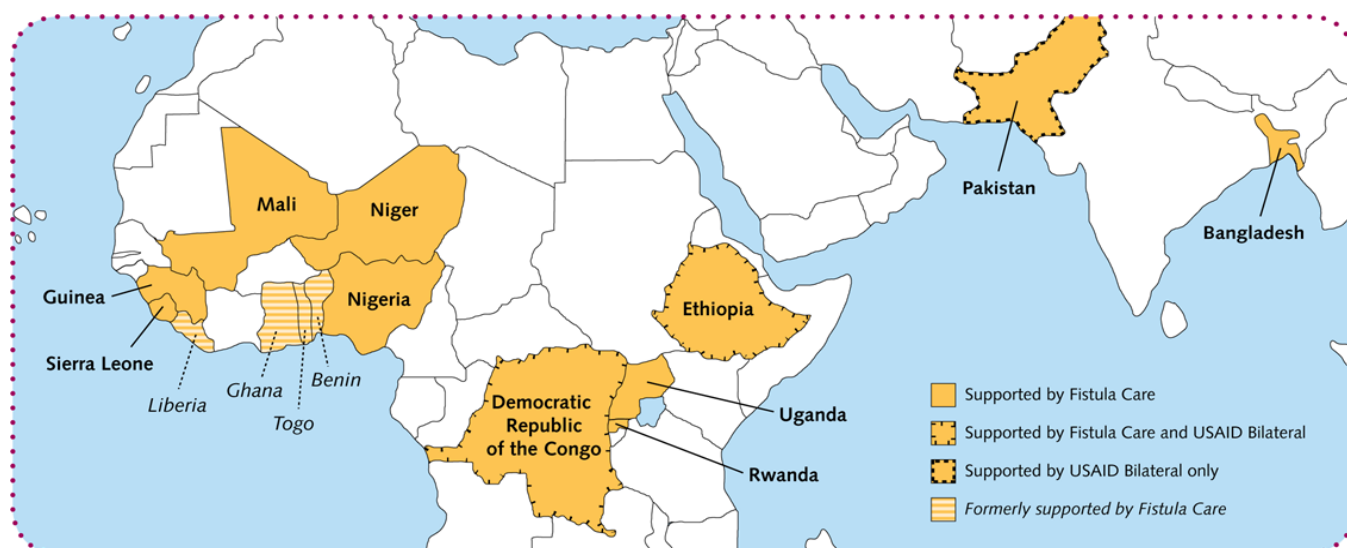 Mali
Niger
Nigeria
Guinea
Sierra Leone
Liberia
Ghana
Togo
Benin
Ethiopia
Democratic
Republic
of the Congo
Uganda
Rwanda
Pakistan
Bangladesh
Supported by Fistula Care
Supported by Fistula Care and USAID Bilateral
Supported by USAID Bilateral only
Formerly supported by Fistula Care